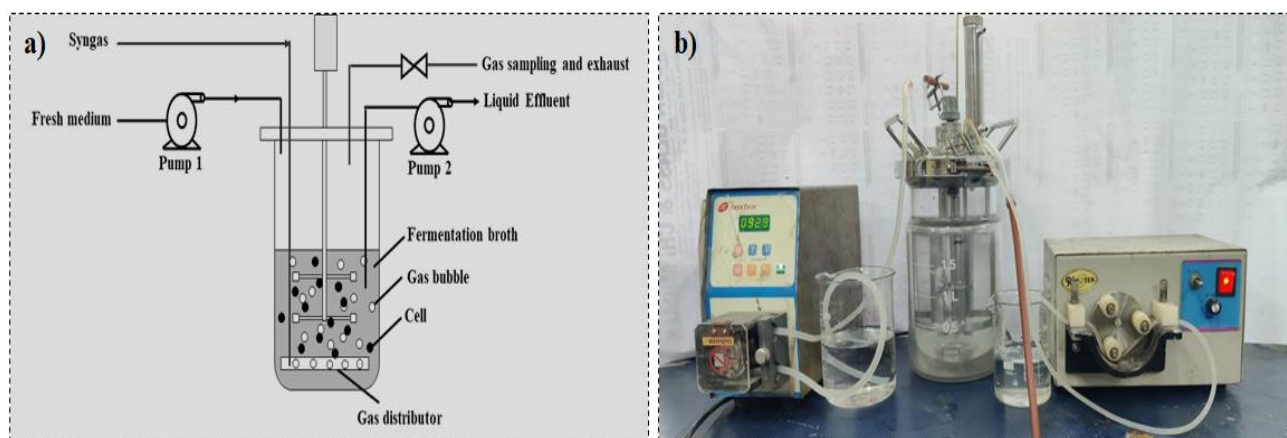 a)
Syngas
Gas sampling and exhaust
Fresh medium
Liquid Effluent
Pump 1
Pump 2
Fermentation broth
Gas bubble
Cell
Gas distributor
b)
0929
1.5
1 L
0.5